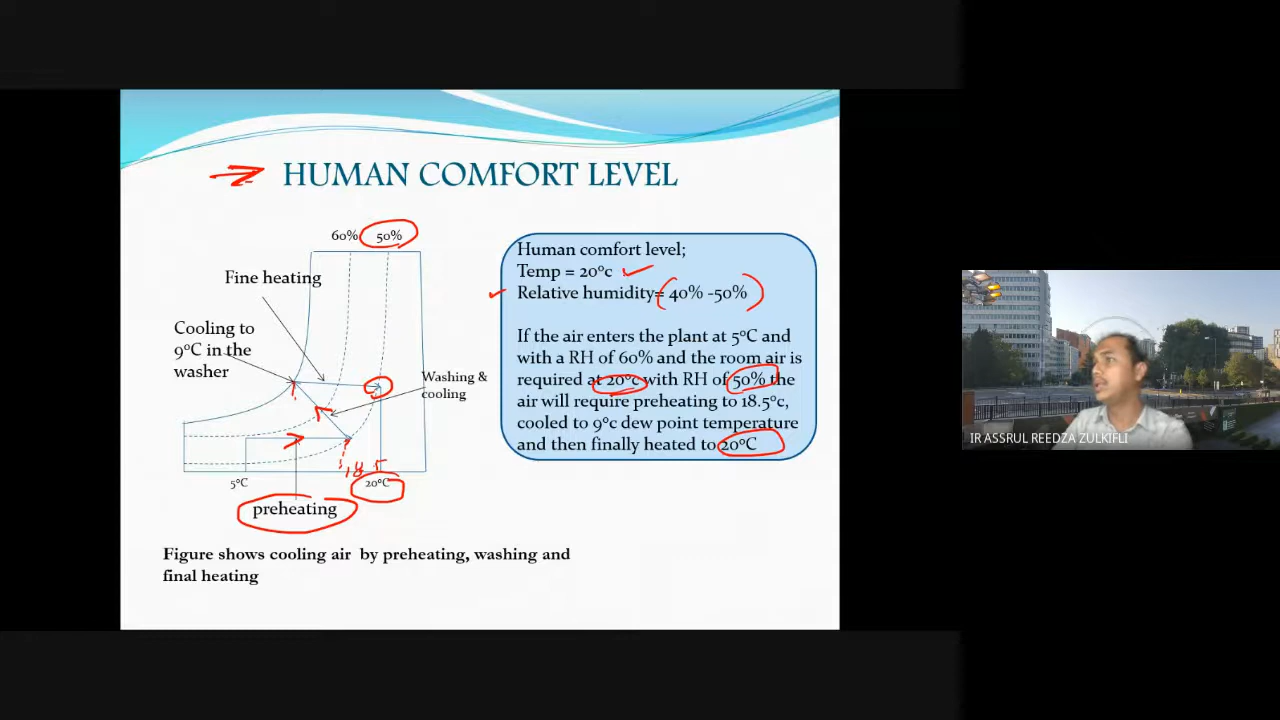 HUMAN COMFORT LEVEL
60% 50%
Fine heating
Cooling to
9°C in the
washer
Washing &
cooling
18.5
5°C
20°C
preheating
Figure shows cooling air by preheating, washing and
final heating
Human comfort level;
Temp = 20°c
Relative humidity= 40% -50%
If the air enters the plant at 5°C and
with a RH of 60% and the room air is
required at 20°c with RH of 50% the
air will require preheating to 18.5°c,
cooled to 9°c dew point temperature
and then finally heated to 20°C
IR ASSRUL REEDZA ZULKIFLI